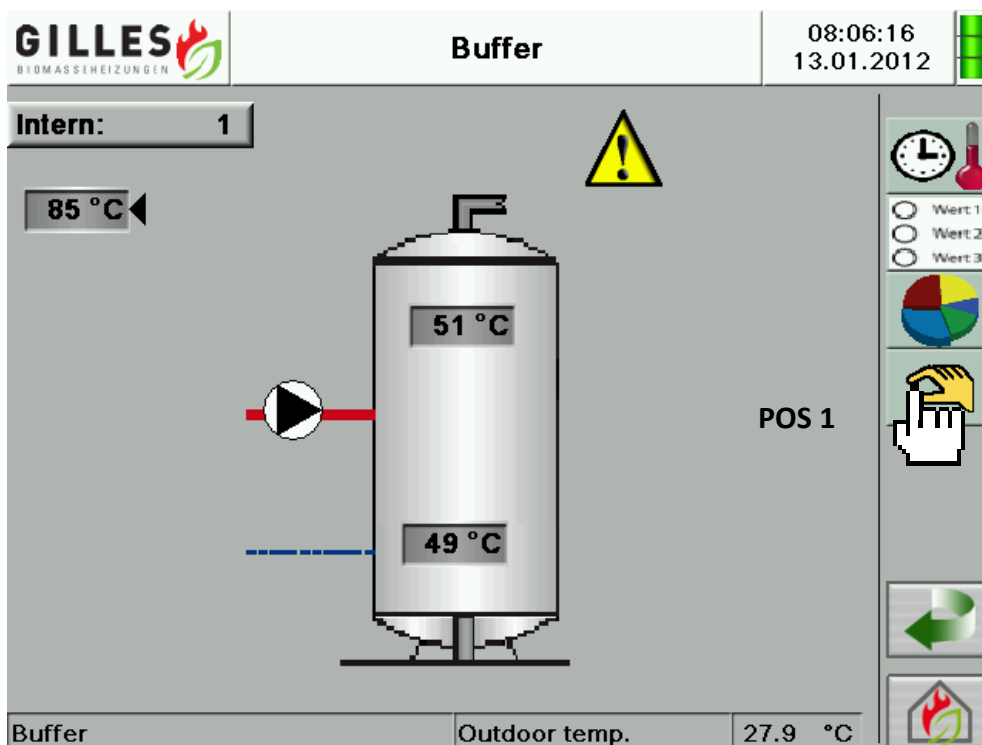 GILLES
BIOMASSEHEIZUNGEN
Buffer
08:06:16
13.01.2012
Intern: 1
85 °C
Wert 1
Wert 2
Wert 3
51 °C
POS 1
49 °C
Buffer
Outdoor temp.
27.9 °C